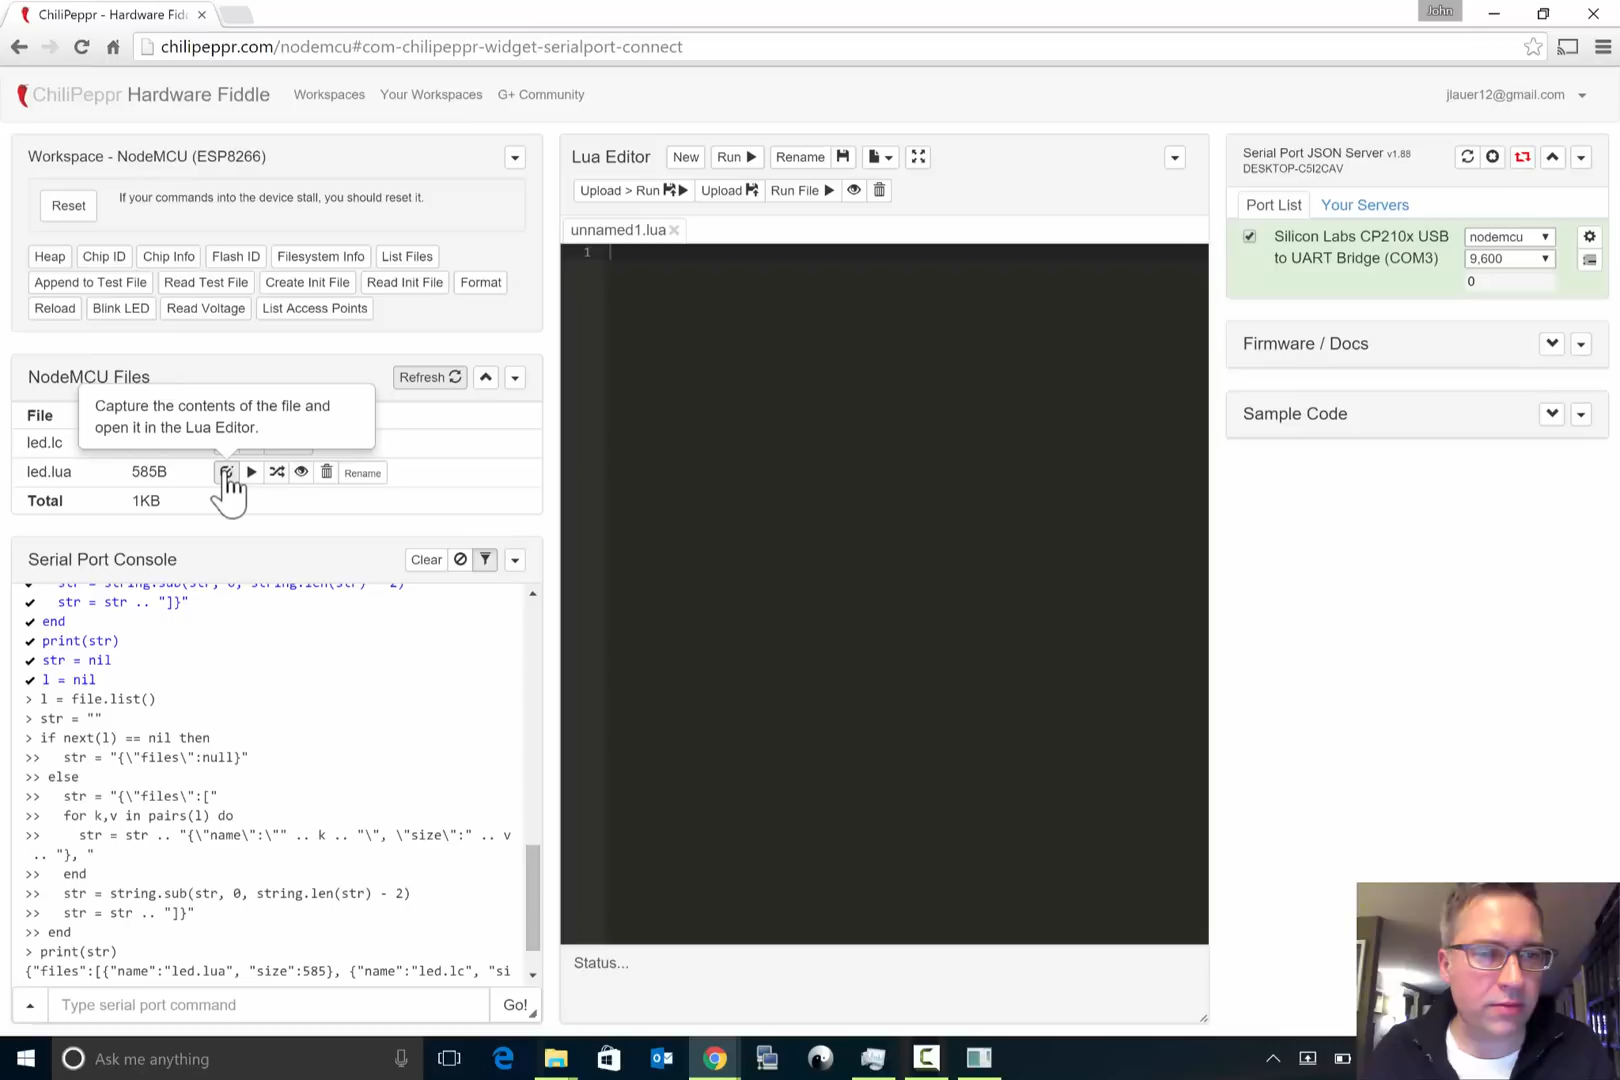 ChiliPeppr - Hardware Fid
John
chilipeppr.com/nodemcu#com-chilipeppr-widget-serialport-connect
ChiliPeppr Hardware Fiddle
Workspaces
Your Workspaces
G+ Community
jlauer12@gmail.com
Workspace - NodeMCU (ESP8266)
Reset
If your commands into the device stall, you should reset it.
Heap
Chip ID
Chip Info
Flash ID
Filesystem Info
List Files
Append to Test File
Read Test File
Create Init File
Read Init File
Format
Reload
Blink LED
Read Voltage
List Access Points
NodeMCU Files
Refresh
Capture the contents of the file and
open it in the Lua Editor.
File
led.lc
led.lua 585B
Rename
Total 1KB
Serial Port Console
Clear
str = string.sub(str, 0, string.len(str) - 2)
str = str .. "]}"
end
print(str)
str = nil
l = nil
> l = file.list()
> str = ""
> if next(l) == nil then
>> str = "{\"files\":null}"
>> else
>> str = "{\"files\":["
>> for k,v in pairs(l) do
>> str = str .. "{\"name\":\"" .. k .. "\", \"size\":" .. v
.. "}, "
>> end
>> str = string.sub(str, 0, string.len(str) - 2)
>> str = str .. "]}"
>> end
> print(str)
{"files":[{"name":"led.lua", "size":585}, {"name":"led.lc", "si
Type serial port command
Go!
Lua Editor
New
Run
Rename
Upload > Run
Upload
Run File
unnamed1.lua
1
Status...
Serial Port JSON Server v1.88
DESKTOP-C5I2CAV
Port List
Your Servers
Silicon Labs CP210x USB
to UART Bridge (COM3)
nodemcu
9,600
0
Firmware / Docs
Sample Code
Ask me anything